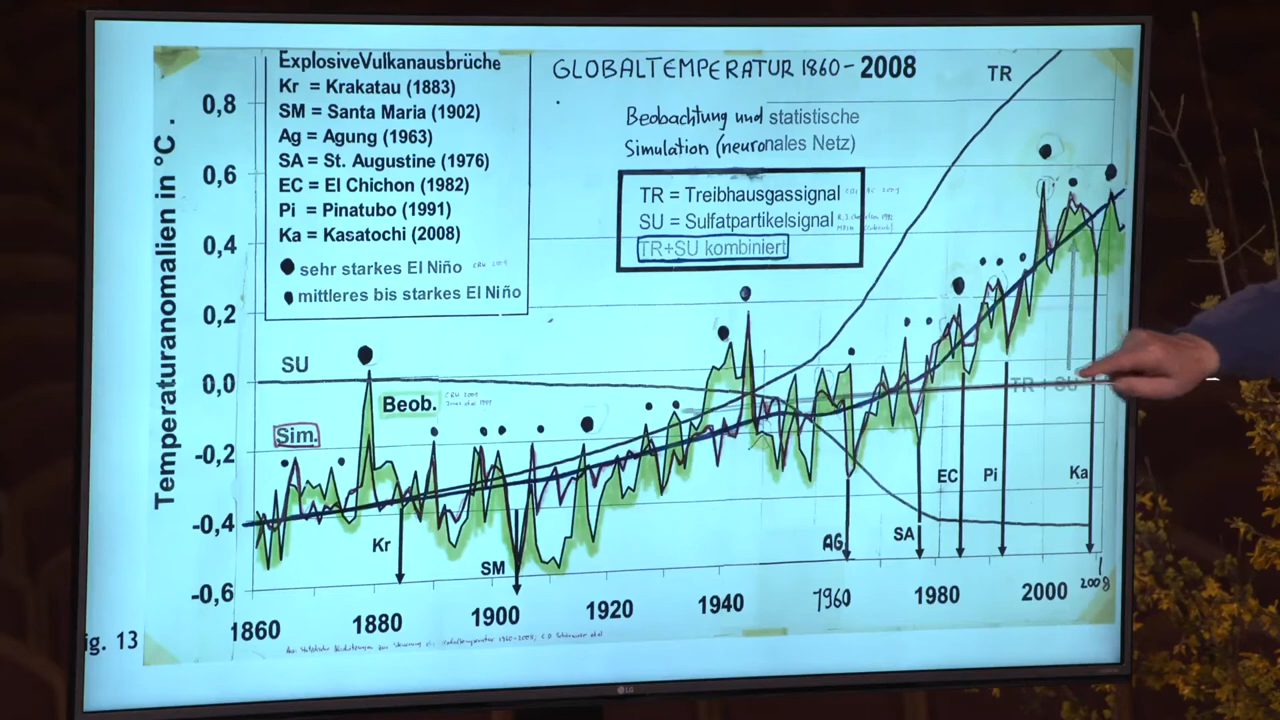 ExplosiveVulkanausbrüche
Kr = Krakatau (1883)
SM = Santa Maria (1902)
Ag = Agung (1963)
SA = St. Augustine (1976)
EC = El Chichon (1982)
Pi = Pinatubo (1991)
Ka = Kasatochi (2008)
sehr starkes El Niño
mittleres bis starkes El Niño
GLOBALTEMPERATUR 1860-2008
TR
Beobachtung und statistische
Simulation (neuronales Netz)
TR = Treibhausgassignal
SU = Sulfatpartikelsignal
TR+SU kombiniert
Temperaturanomalien in °C.
0,8
0,6
0,4
0,2
0,0
-0,2
-0,4
-0,6
SU
Beob.
Sim.
TR + SU
Kr
SM
AG
SA
EC
Pi
Ka
1860
1880
1900
1920
1940
1960
1980
2000
2008
ig. 13
LG